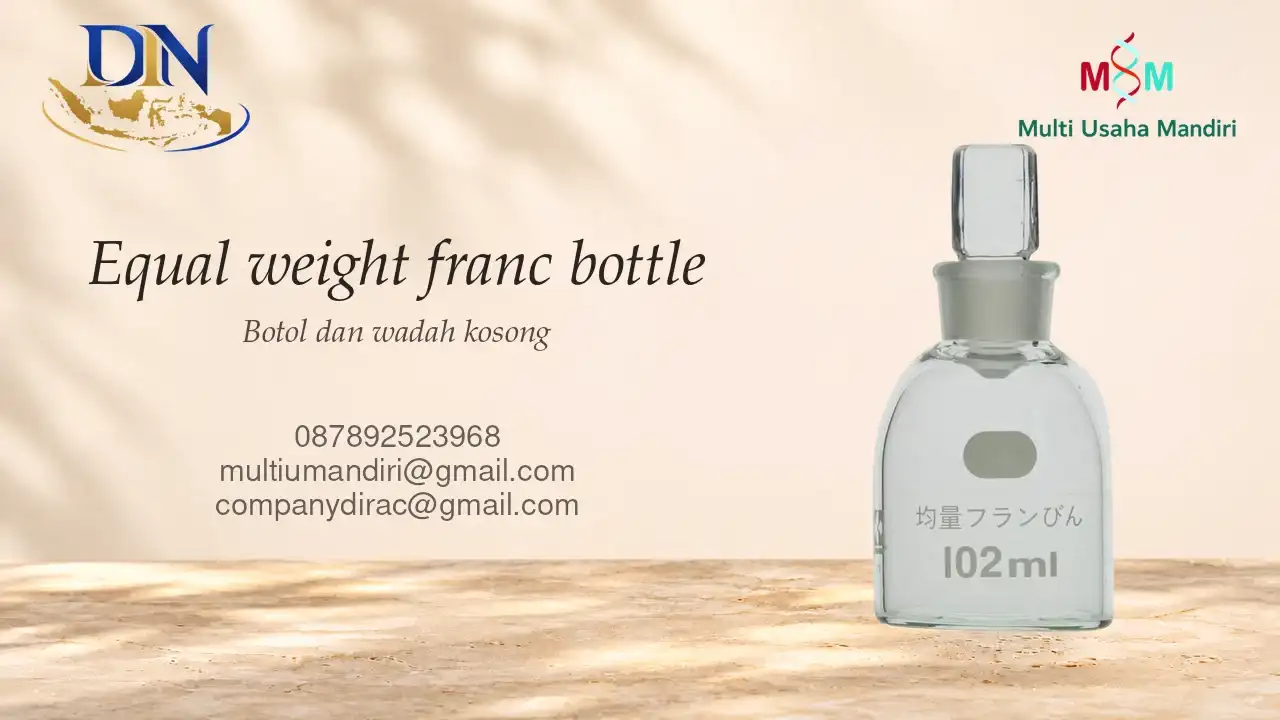 DN
MSM
Multi Usaha Mandiri
Equal weight franc bottle
Botol dan wadah kosong
087892523968
multiumandiri@gmail.com
companydirac@gmail.com
均量フランびん
102ml